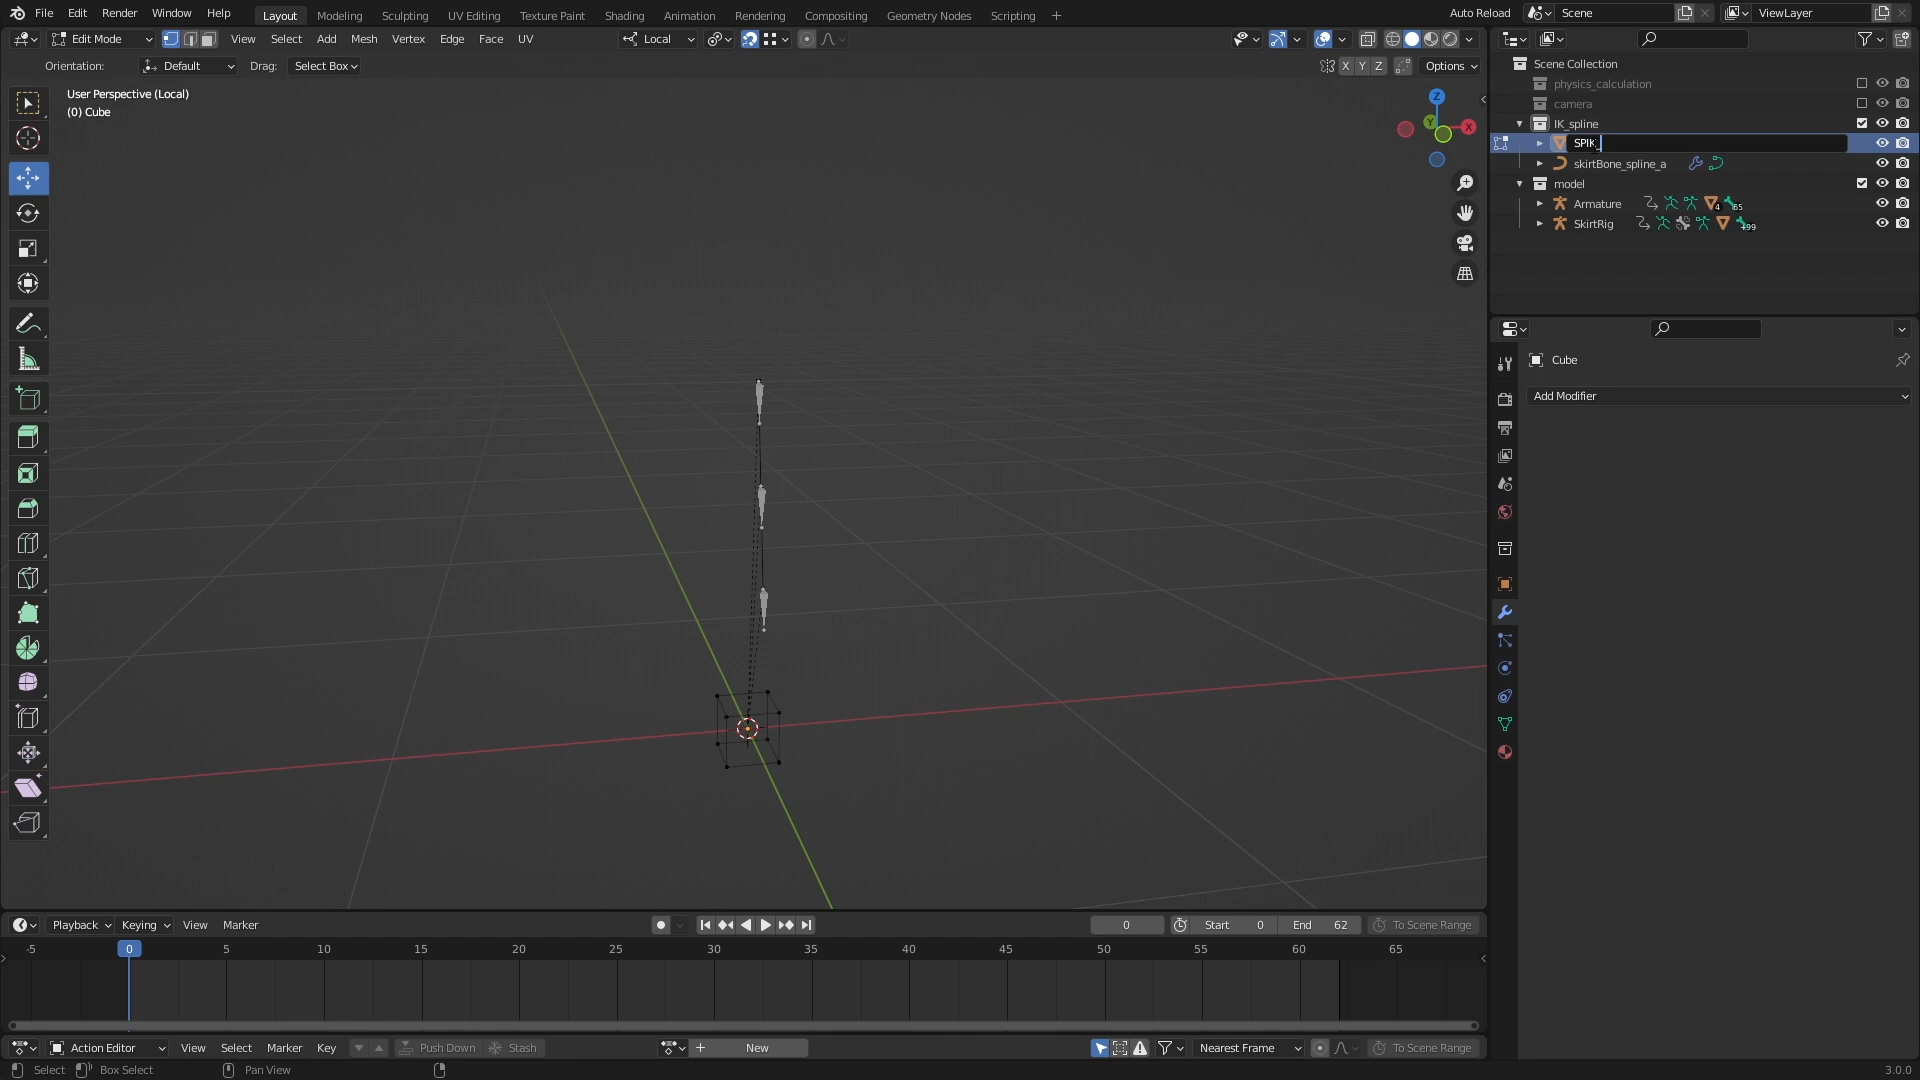 File Edit Render Window Help Layout Modeling Sculpting UV Editing Texture Paint Shading Animation Rendering Compositing Geometry Nodes Scripting + Auto Reload Scene ViewLayer
Edit Mode View Select Add Mesh Vertex Edge Face UV Local
Orientation: Default Drag: Select Box X Y Z Options
User Perspective (Local)
(0) Cube
Z
Y
X
Scene Collection
physics_calculation
camera
IK_spline
SPIK_
skirtBone_spline_a
model
Armature 4 65
SkirtRig +99
Cube
Add Modifier
Playback Keying View Marker 0 Start 0 End 62 To Scene Range
-5 0 5 10 15 20 25 30 35 40 45 50 55 60 65
Action Editor View Select Marker Key Push Down Stash + New Nearest Frame To Scene Range
Select Box Select Pan View 3.0.0